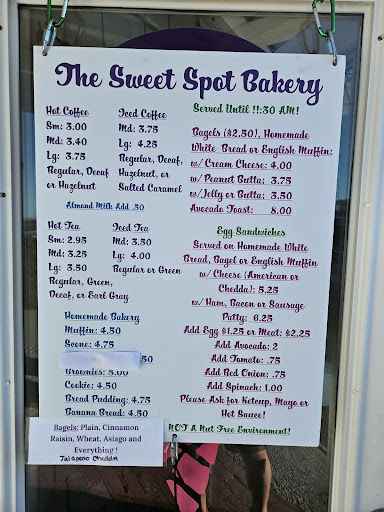 The Sweet Spot Bakery
Hot Coffee
Sm: 3.00
Md: 3.40
Lg: 3.75
Regular, Decaf
or Hazelnut
Iced Coffee
Md: 3.75
Lg: 4.25
Regular, Decaf,
Hazelnut, or
Salted Caramel
Almond Milk Add .50
Hot Tea
Sm: 2.95
Md: 3.25
Lg: 3.50
Regular, Green,
Decaf, or Earl Gray
Iced Tea
Md: 3.50
Lg: 4.00
Regular or Green
Homemade Bakery
Muffin: 4.50
Scone: 4.75
.50
Brownies: 5.00
Cookie: 4.50
Bread Pudding: 4.75
Banana Bread: 4.50
Served Until !!:30 AM!
Bagels ($2.50), Homemade
White Bread or English Muffin:
w/ Cream Cheese: 4.00
w/ Peanut Butta: 3.75
w/Jelly or Butta: 3.50
Avocado Toast: 8.00
Egg Sandwiches
Served on Homemade White
Bread, Bagel or English Muffin
w/ Cheese (American or
Chedda): 5.25
w/ Ham, Bacon or Sausage
Patty: 6.25
Add Egg $1.25 or Meat: $2.25
Add Avocado: 2
Add Tomato: .75
Add Red Onion: .75
Add Spinach: 1.00
Please Ask for Ketcup, Mayo or
Hot Sauce!
NOT A Nut Free Environment!
Bagels: Plain, Cinnamon
Raisin, Wheat, Asiago and
Everything !
Jalapeno Chedda